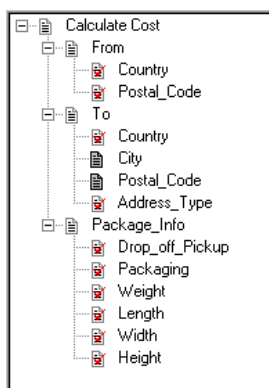 Calculate Cost
From
Country
Postal_Code
To
Country
City
Postal_Code
Address_Type
Package_Info
Drop_off_Pickup
Packaging
Weight
Length
Width
Height